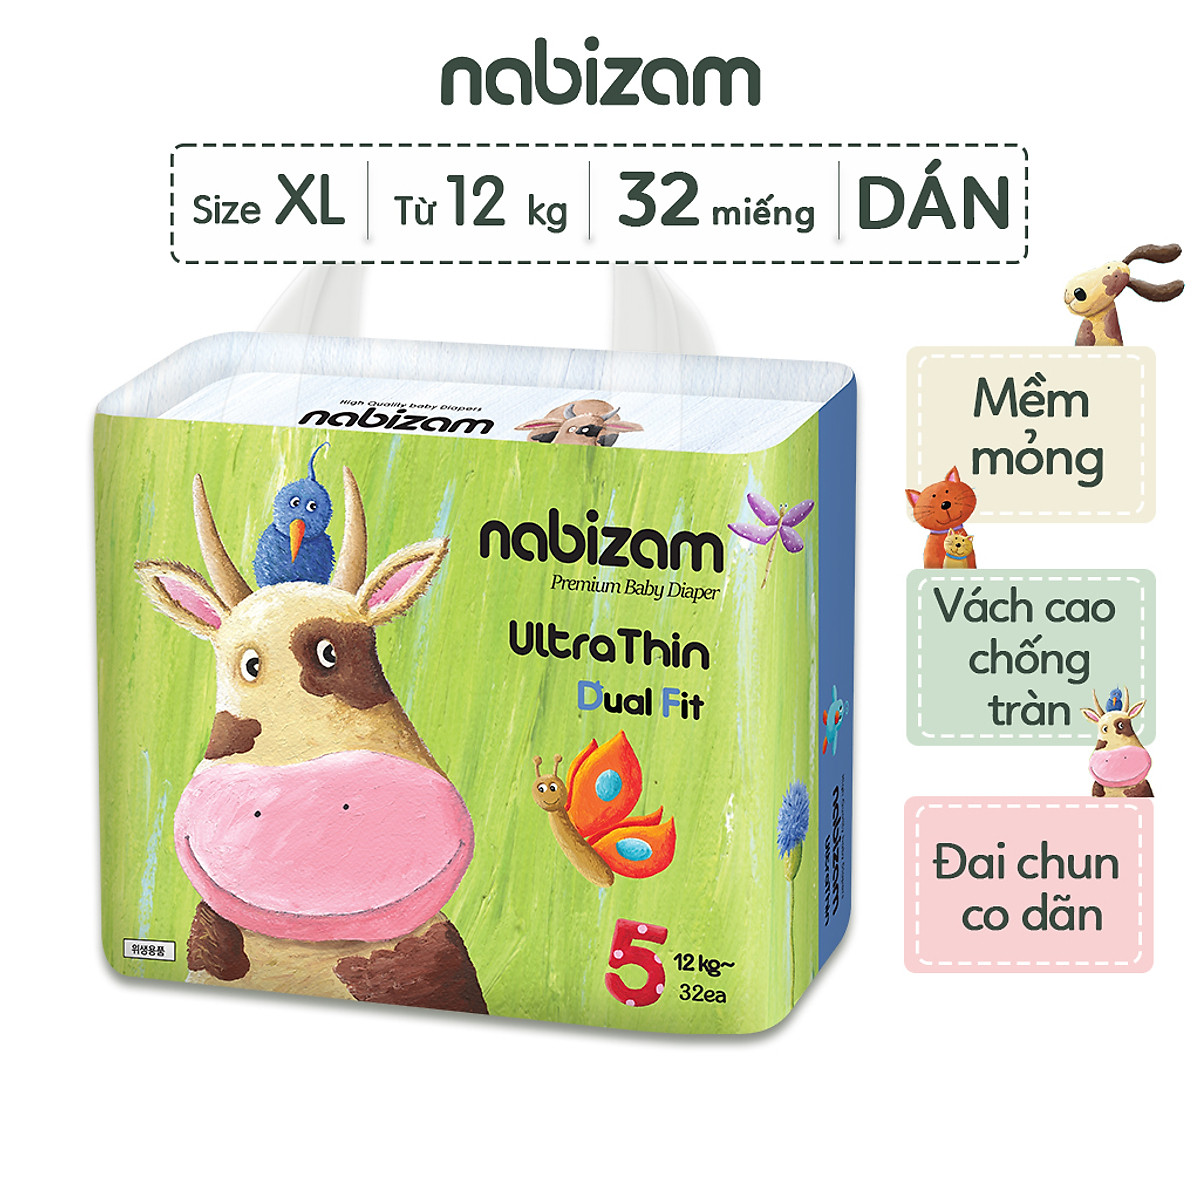 nabizam
Size XL Từ 12 kg 32 miếng DÁN
Mềm
mỏng
Vách cao
chống
tràn
Đai chun
co dãn
High Quality baby Diapers
nabizam
nabizam
Premium Baby Diaper
UltraThin
Dual Fit
5 12 kg~
32ea
위생용품
nabizam